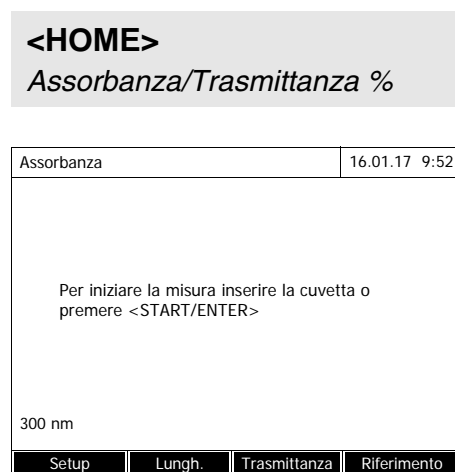 <HOME>
Assorbanza/Trasmittanza %
Assorbanza 16.01.17 9:52
Per iniziare la misura inserire la cuvetta o
premere <START/ENTER>
300 nm
Setup Lungh. Trasmittanza Riferimento